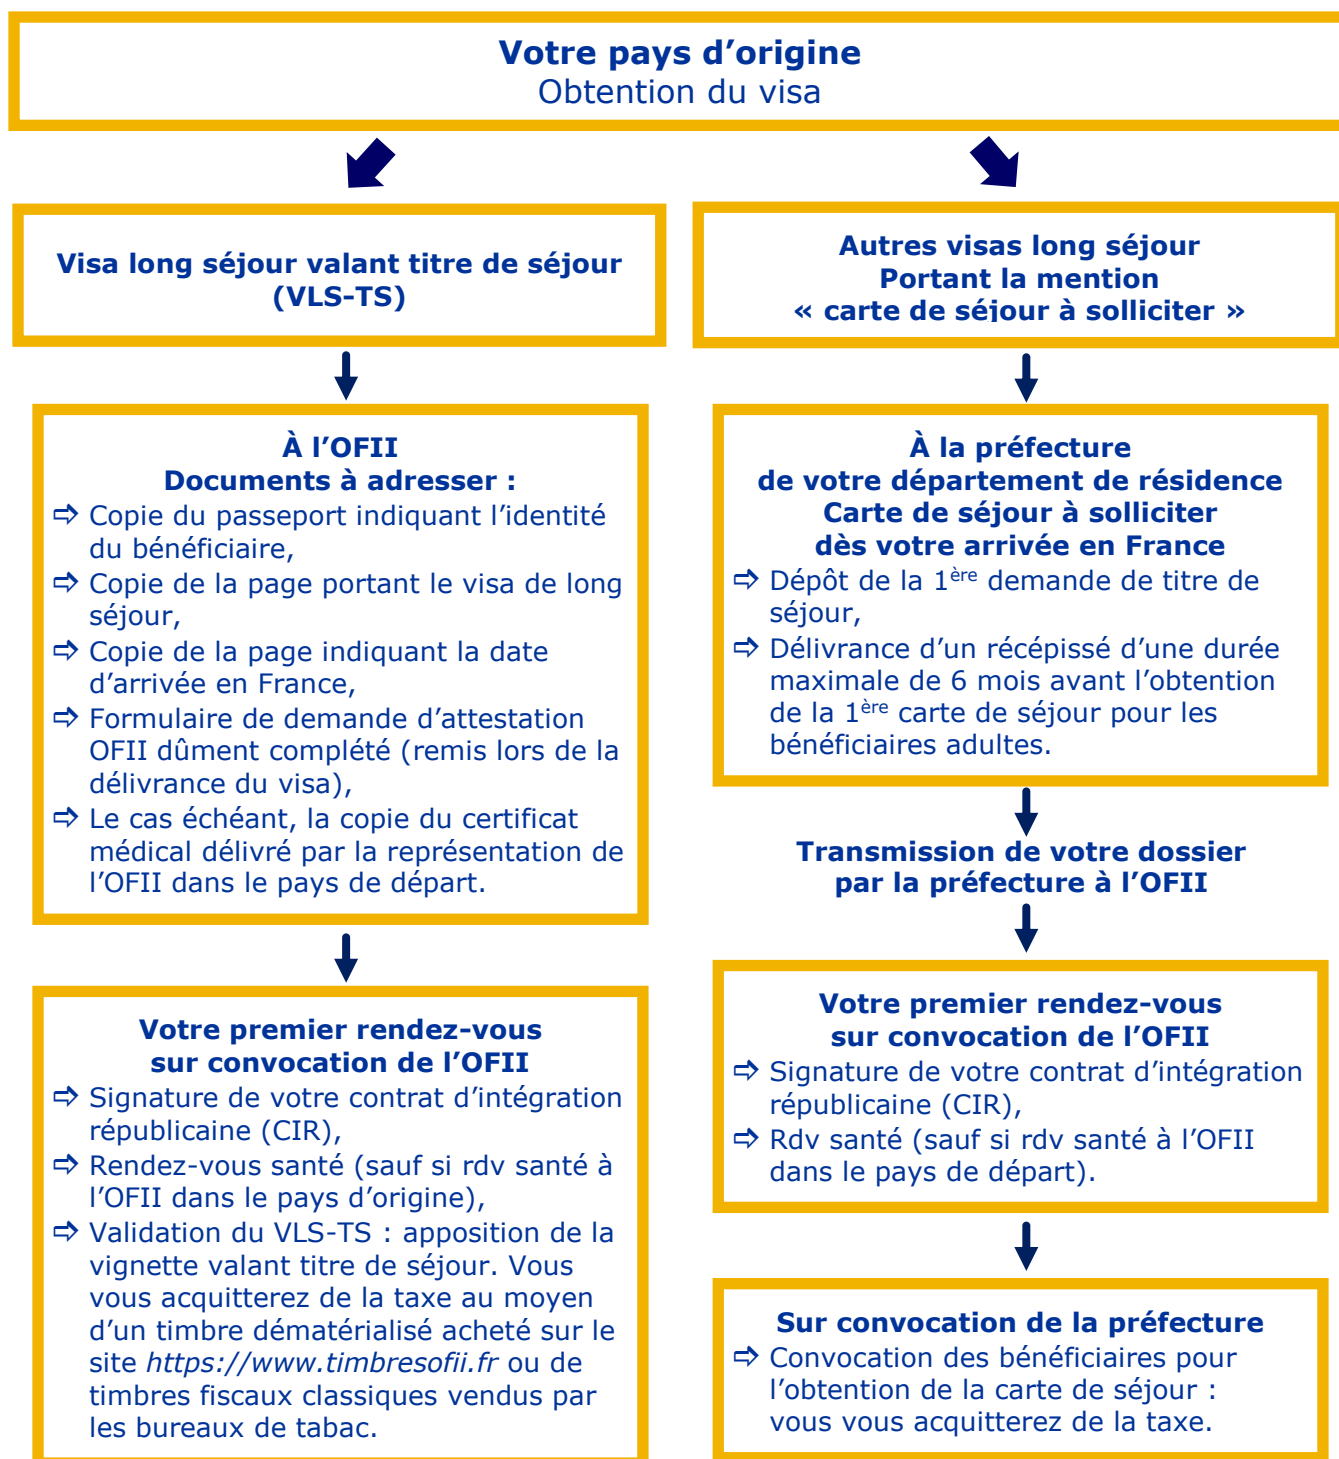 Votre pays d’origine
Obtention du visa
Visa long séjour valant titre de séjour
(VLS-TS)
À l’OFII
Documents à adresser :
⇨ Copie du passeport indiquant l’identité
du bénéficiaire,
⇨ Copie de la page portant le visa de long
séjour,
⇨ Copie de la page indiquant la date
d’arrivée en France,
⇨ Formulaire de demande d’attestation
OFII dûment complété (remis lors de la
délivrance du visa),
⇨ Le cas échéant, la copie du certificat
médical délivré par la représentation de
l’OFII dans le pays de départ.
Votre premier rendez-vous
sur convocation de l’OFII
⇨ Signature de votre contrat d’intégration
républicaine (CIR),
⇨ Rendez-vous santé (sauf si rdv santé à
l’OFII dans le pays d’origine),
⇨ Validation du VLS-TS : apposition de la
vignette valant titre de séjour. Vous
vous acquitterez de la taxe au moyen
d’un timbre dématérialisé acheté sur le
site https://www.timbresofii.fr ou de
timbres fiscaux classiques vendus par
les bureaux de tabac.
Autres visas long séjour
Portant la mention
« carte de séjour à solliciter »
À la préfecture
de votre département de résidence
Carte de séjour à solliciter
dès votre arrivée en France
⇨ Dépôt de la 1ère demande de titre de
séjour,
⇨ Délivrance d’un récépissé d’une durée
maximale de 6 mois avant l’obtention
de la 1ère carte de séjour pour les
bénéficiaires adultes.
Transmission de votre dossier
par la préfecture à l’OFII
Votre premier rendez-vous
sur convocation de l’OFII
⇨ Signature de votre contrat d’intégration
républicaine (CIR),
⇨ Rdv santé (sauf si rdv santé à l’OFII
dans le pays de départ).
Sur convocation de la préfecture
⇨ Convocation des bénéficiaires pour
l’obtention de la carte de séjour :
vous vous acquitterez de la taxe.